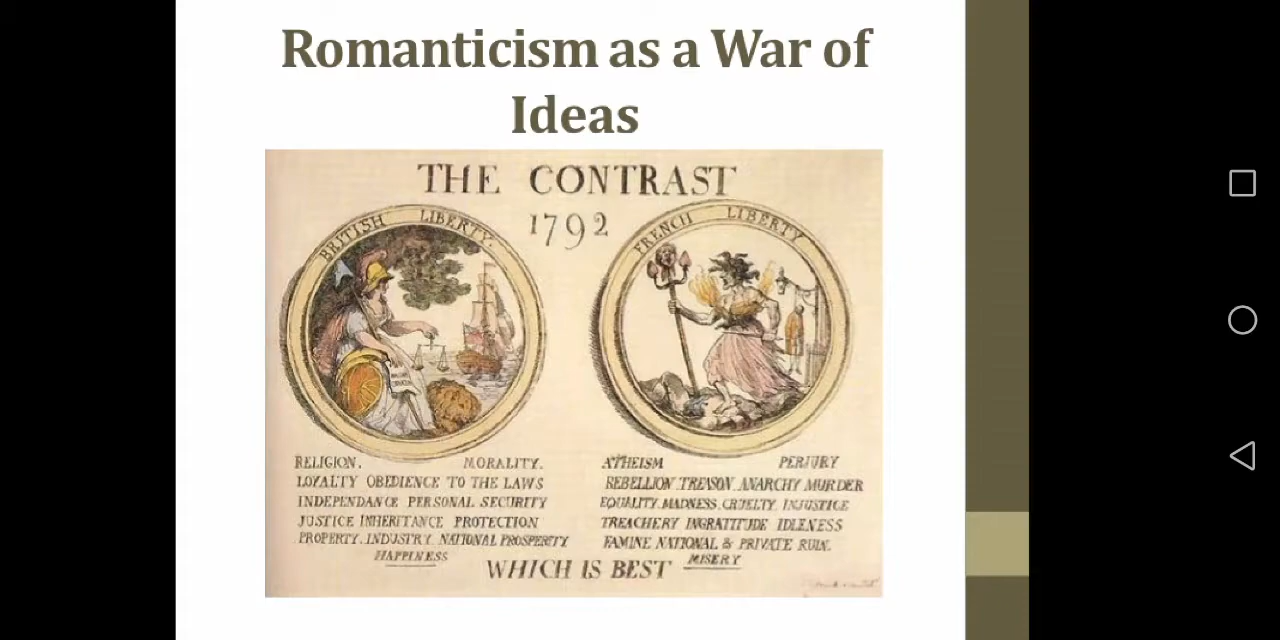 Romanticism as a War of
Ideas
THE CONTRAST
1792
BRITISH LIBERTY.
FRENCH LIBERTY
RELIGION. MORALITY.
LOYALTY OBEDIENCE TO THE LAWS
INDEPENDANCE PERSONAL SECURITY
JUSTICE INHERITANCE PROTECTION
PROPERTY. INDUSTRY. NATIONAL PROSPERITY
HAPPINESS
ATHEISM PERJURY
REBELLION. TREASON. ANARCHY MURDER
EQUALITY. MADNESS. CRUELTY. INJUSTICE
TREACHERY INGRATITUDE IDLENESS
FAMINE NATIONAL & PRIVATE RUIN.
MISERY
WHICH IS BEST